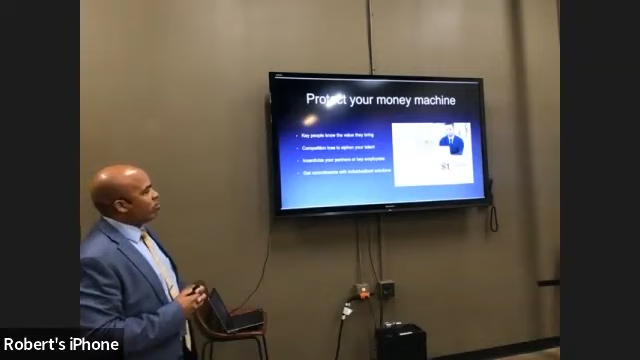 Protect your money machine
• Key people know the value they bring
• Competition tries to siphon your talent
• Incentivize your partners or key employees
• Get commitments with individualized solutions
Robert's iPhone